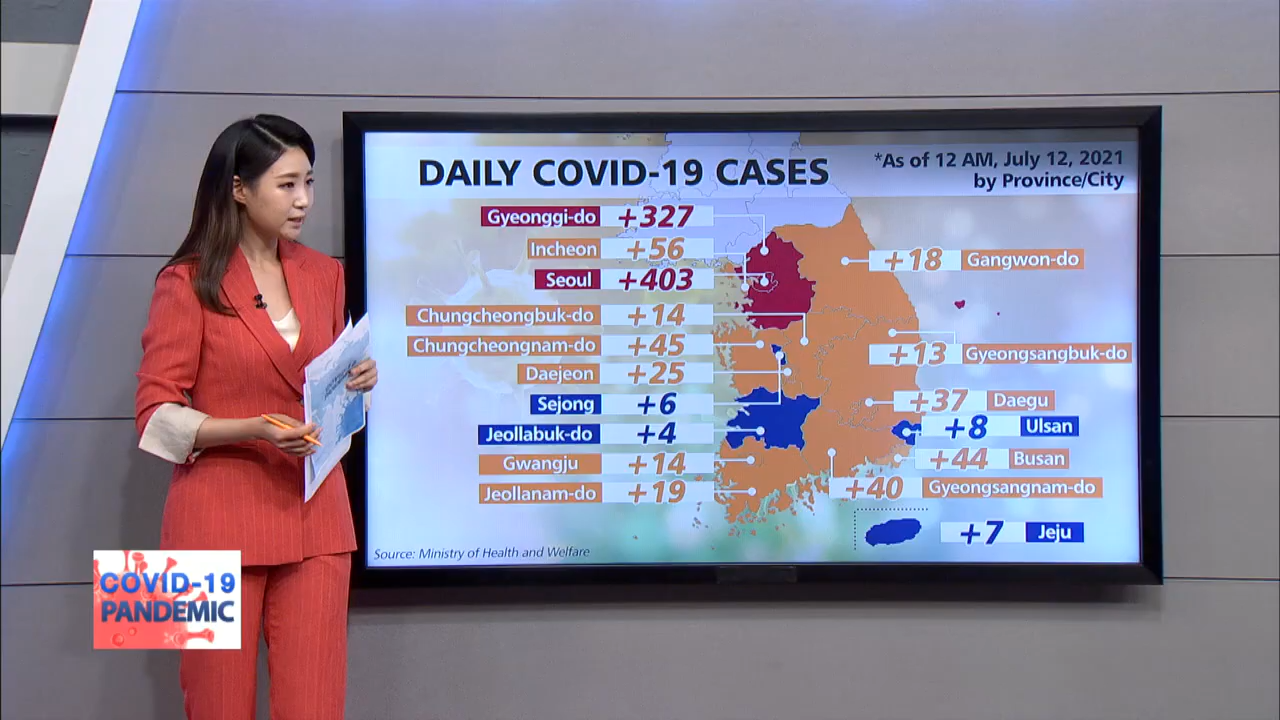 DAILY COVID-19 CASES
*As of 12 AM, July 12, 2021
by Province/City
Gyeonggi-do +327
Incheon +56
Seoul +403
Chungcheongbuk-do +14
Chungcheongnam-do +45
Daejeon +25
Sejong +6
Jeollabuk-do +4
Gwangju +14
Jeollanam-do +19
+18 Gangwon-do
+13 Gyeongsangbuk-do
+37 Daegu
+8 Ulsan
+44 Busan
+40 Gyeongsangnam-do
+7 Jeju
Source: Ministry of Health and Welfare
COVID-19
PANDEMIC